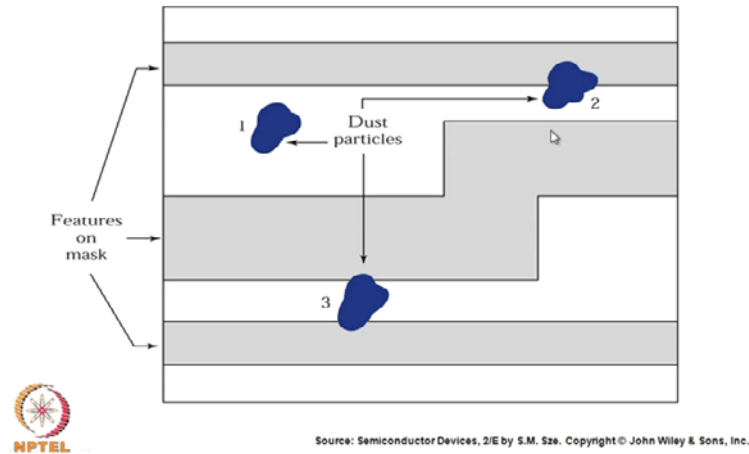 1
Dust
particles
2
Features
on
mask
3
NPTEL
Source: Semiconductor Devices, 2/E by S.M. Sze. Copyright © John Wiley & Sons, Inc.